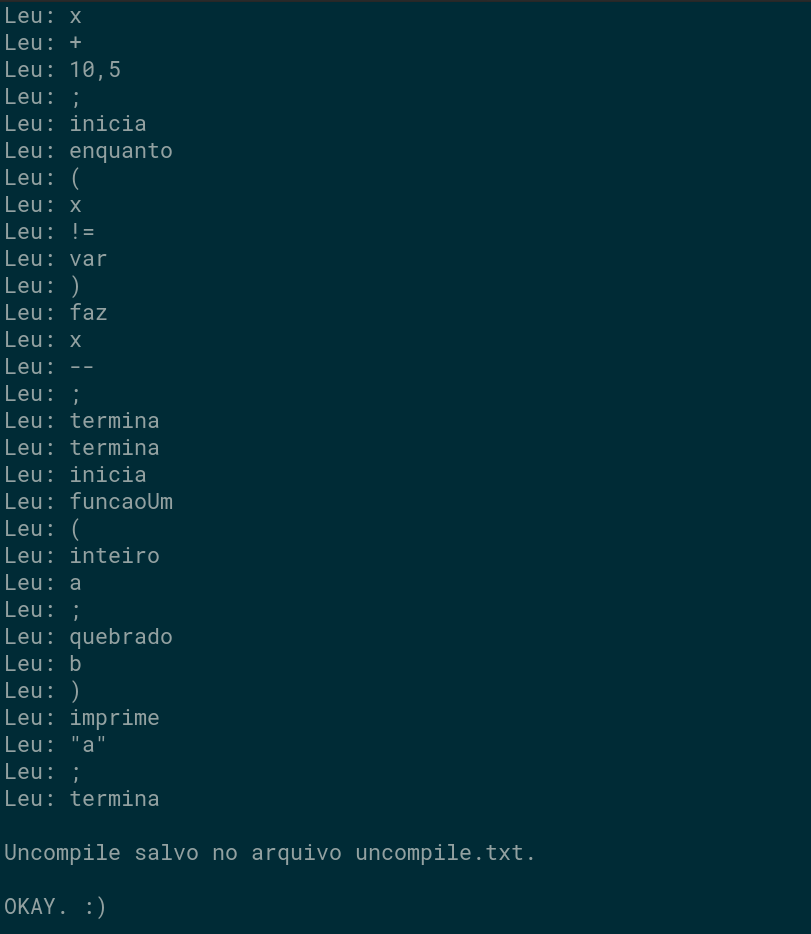 Leu: x
Leu: +
Leu: 10,5
Leu: ;
Leu: inicia
Leu: enquanto
Leu: (
Leu: x
Leu: !=
Leu: var
Leu: )
Leu: faz
Leu: x
Leu: --
Leu: ;
Leu: termina
Leu: termina
Leu: inicia
Leu: funcaoUm
Leu: (
Leu: inteiro
Leu: a
Leu: ;
Leu: quebrado
Leu: b
Leu: )
Leu: imprime
Leu: "a"
Leu: ;
Leu: termina
Uncompile salvo no arquivo uncompile.txt.
OKAY. :)